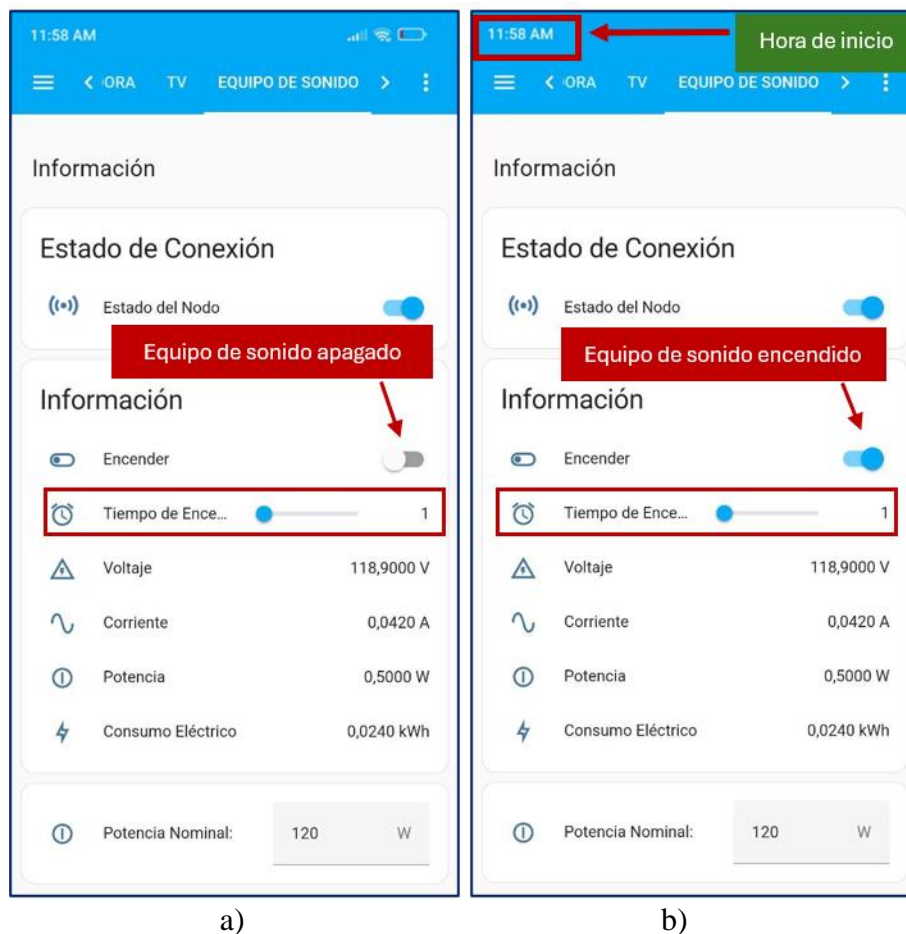 11:58 AM
ORA TV EQUIPO DE SONIDO
Información
Estado de Conexión
Estado del Nodo
Equipo de sonido apagado
Información
Encender
Tiempo de Ence... 1
Voltaje 118,9000 V
Corriente 0,0420 A
Potencia 0,5000 W
Consumo Eléctrico 0,0240 kWh
Potencia Nominal: 120 W
a)
11:58 AM
Hora de inicio
ORA TV EQUIPO DE SONIDO
Información
Estado de Conexión
Estado del Nodo
Equipo de sonido encendido
Información
Encender
Tiempo de Ence... 1
Voltaje 118,9000 V
Corriente 0,0420 A
Potencia 0,5000 W
Consumo Eléctrico 0,0240 kWh
Potencia Nominal: 120 W
b)